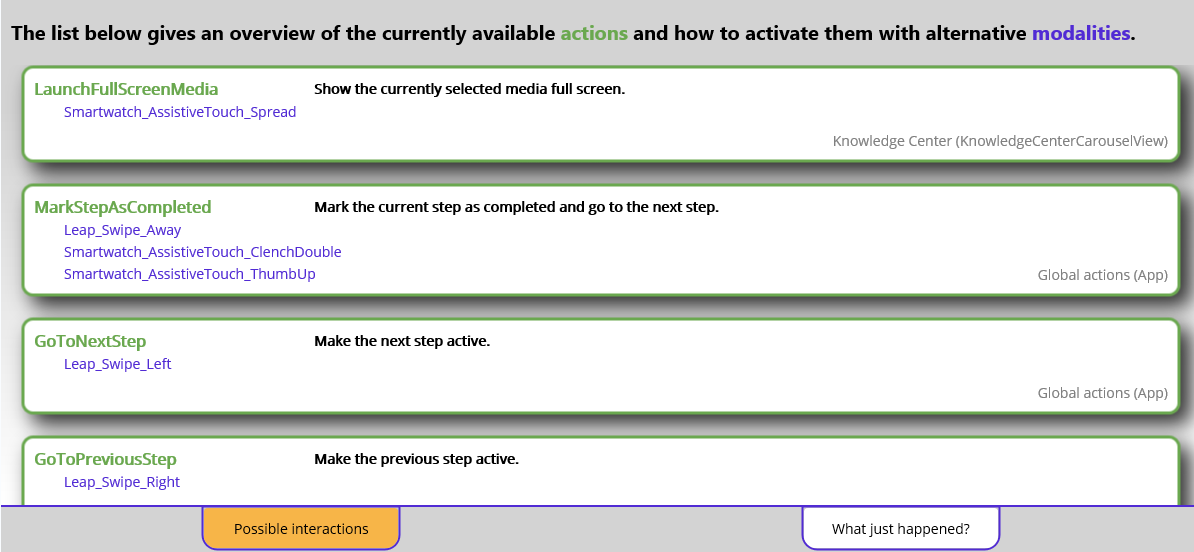 The list below gives an overview of the currently available actions and how to activate them with alternative modalities.
LaunchFullScreenMedia Show the currently selected media full screen.
Smartwatch_AssistiveTouch_Spread
Knowledge Center (KnowledgeCenterCarouselView)
MarkStepAsCompleted Mark the current step as completed and go to the next step.
Leap_Swipe_Away
Smartwatch_AssistiveTouch_ClenchDouble
Smartwatch_AssistiveTouch_ThumbUp Global actions (App)
GoToNextStep Make the next step active.
Leap_Swipe_Left
Global actions (App)
GoToPreviousStep Make the previous step active.
Leap_Swipe_Right
Possible interactions What just happened?